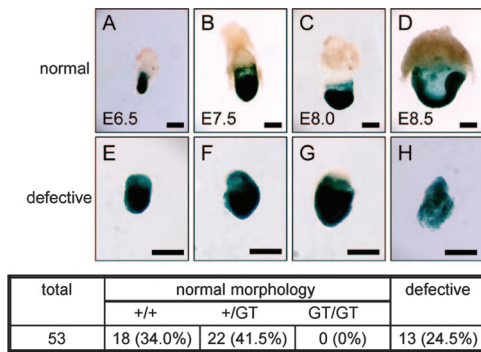 A B C D
normal
E6.5 E7.5 E8.0 E8.5
E F G H
defective
total normal morphology defective
+/+ +/GT GT/GT
53 18 (34.0%) 22 (41.5%) 0 (0%) 13 (24.5%)